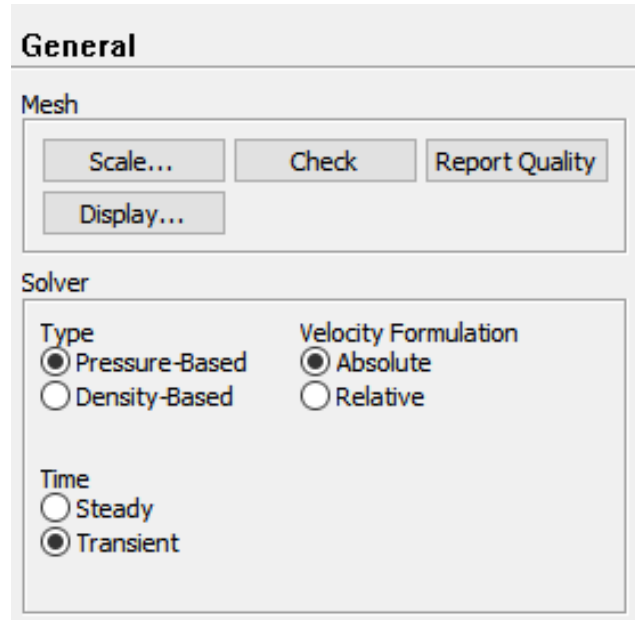 General
Mesh
Scale... Check Report Quality
Display...
Solver
Type Velocity Formulation
Pressure-Based Absolute
Density-Based Relative
Time
Steady
Transient